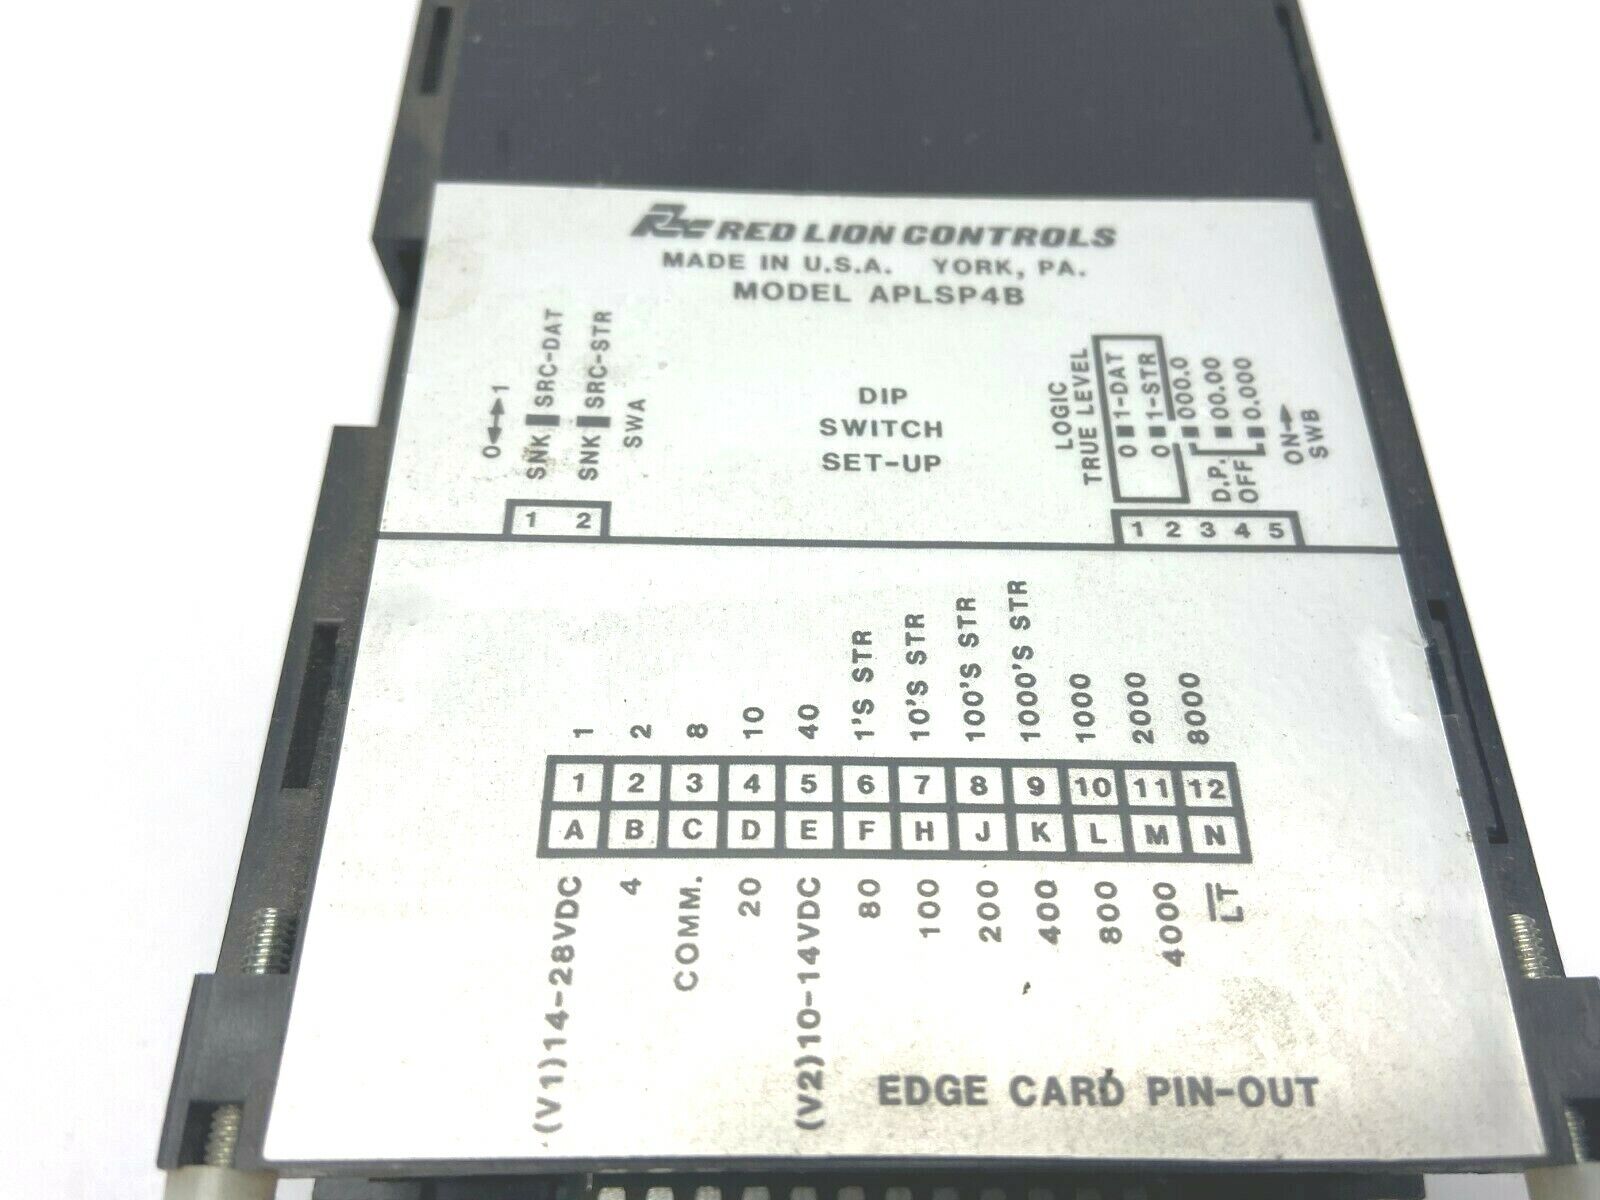 RLC RED LION CONTROLS
MADE IN U.S.A. YORK, PA.
MODEL APLSP4B
0↔1
SNK SRC-DAT
SNK SRC-STR
SWA
1 2
DIP
SWITCH
SET-UP
LOGIC
TRUE LEVEL
0 1-DAT
0 1-STR
000.0
D.P. 00.00
OFF 0.000
ON→
SWB
1 2 3 4 5
1 2 8 10 40 1'S STR 10'S STR 100'S STR 1000'S STR 1000 2000 8000
1 2 3 4 5 6 7 8 9 10 11 12
A B C D E F H J K L M N
(V1)14-28VDC 4 COMM. 20 (V2)10-14VDC 80 100 200 400 800 4000 L̅T̅
EDGE CARD PIN-OUT